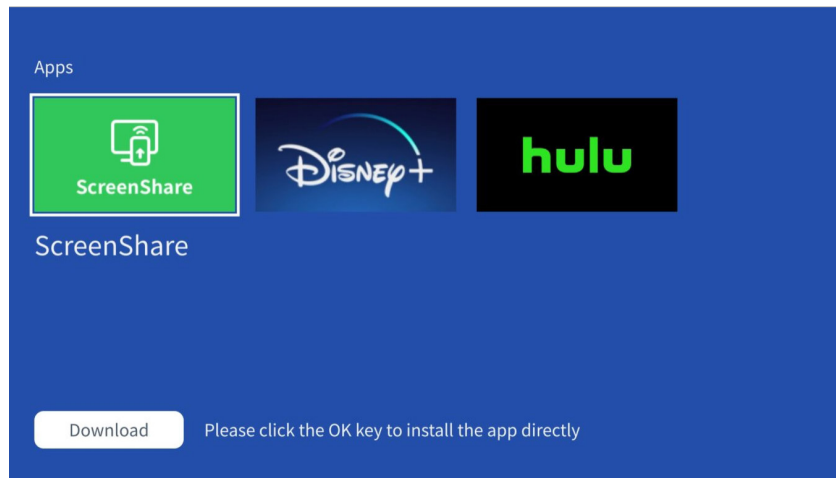 Apps
ScreenShare
Disney+
hulu
ScreenShare
Download
Please click the OK key to install the app directly